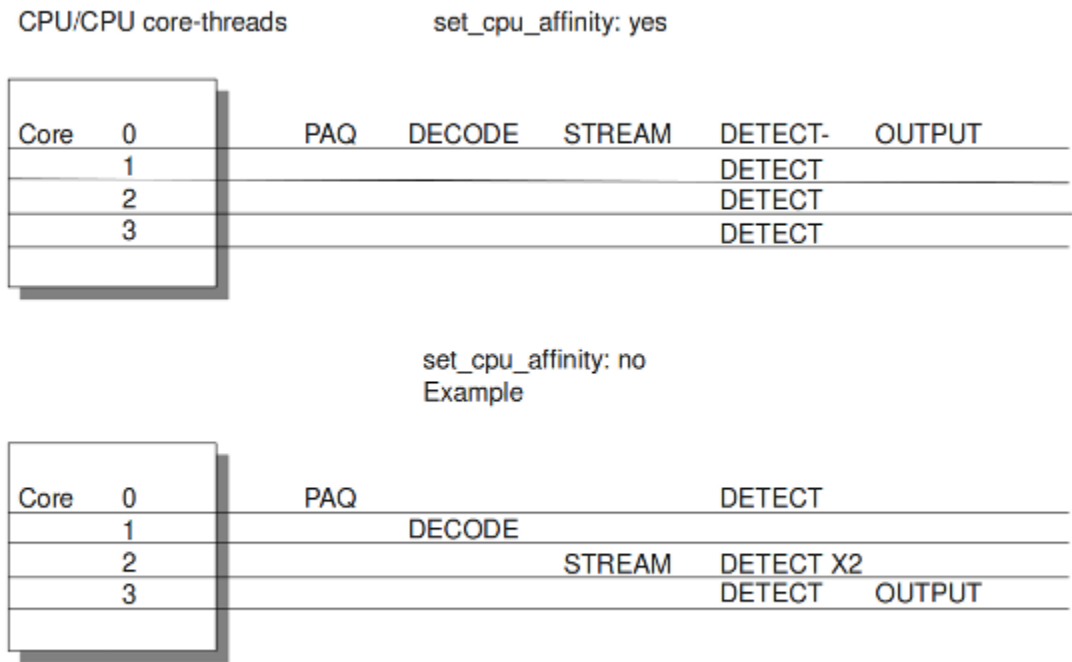 CPU/CPU core-threads set_cpu_affinity: yes
Core 0 PAQ DECODE STREAM DETECT- OUTPUT
1 DETECT
2 DETECT
3 DETECT
set_cpu_affinity: no
Example
Core 0 PAQ DETECT
1 DECODE
2 STREAM DETECT X2
3 DETECT OUTPUT